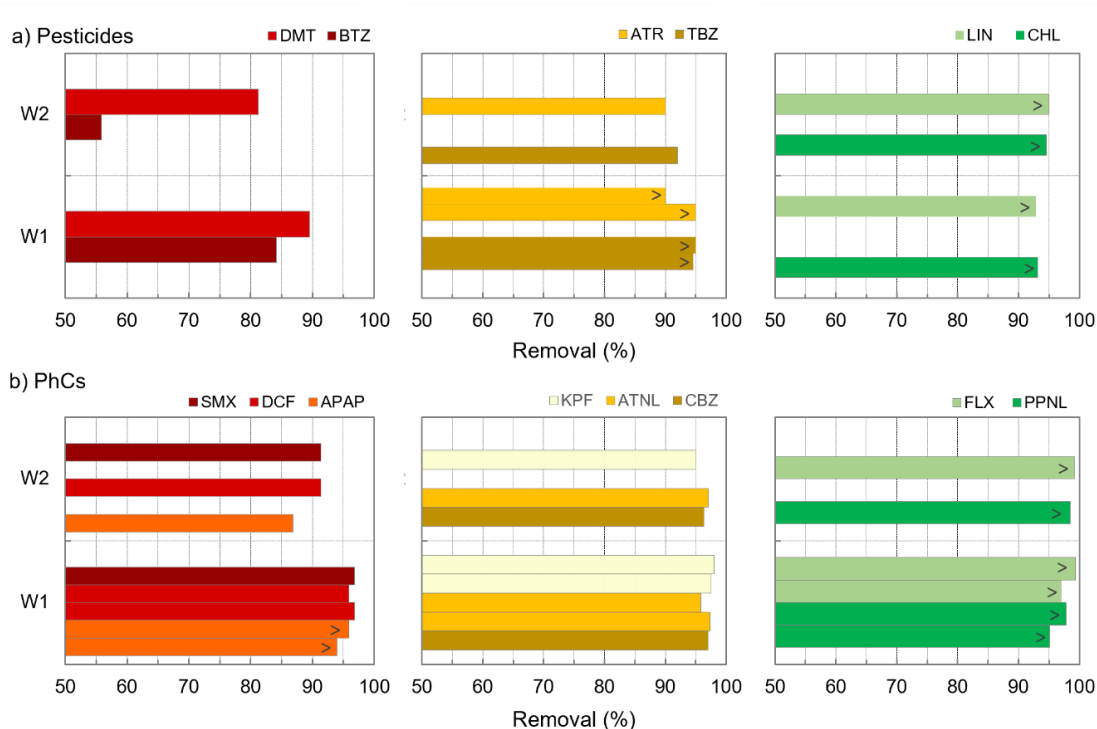 a) Pesticides
DMT BTZ
ATR TBZ
LIN CHL
W2
> >
> >
> >
W1
> >
> >
50 60 70 80 90 100
50 60 70 80 90 100
50 60 70 80 90 100
Removal (%)
b) PhCs
SMX DCF APAP
KPF ATNL CBZ
FLX PPNL
W2
>
>
W1
>
>
>
>
>
>
50 60 70 80 90 100
50 60 70 80 90 100
50 60 70 80 90 100
Removal (%)